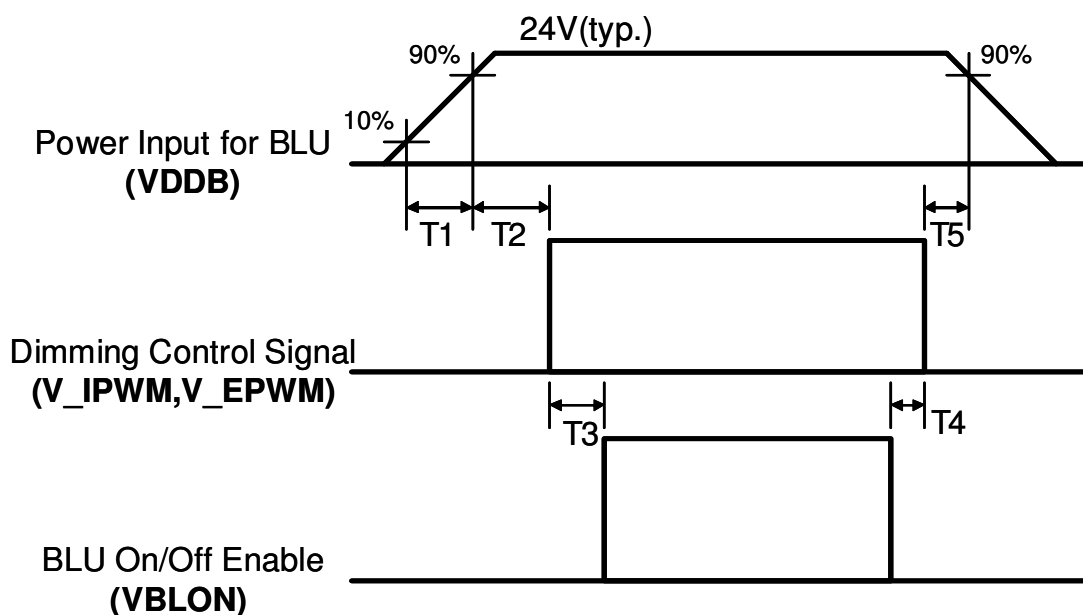 24V(typ.)
90%
90%
10%
Power Input for BLU
(VDDB)
T1
T2
T5
Dimming Control Signal
(V_IPWM,V_EPWM)
T3
T4
BLU On/Off Enable
(VBLON)